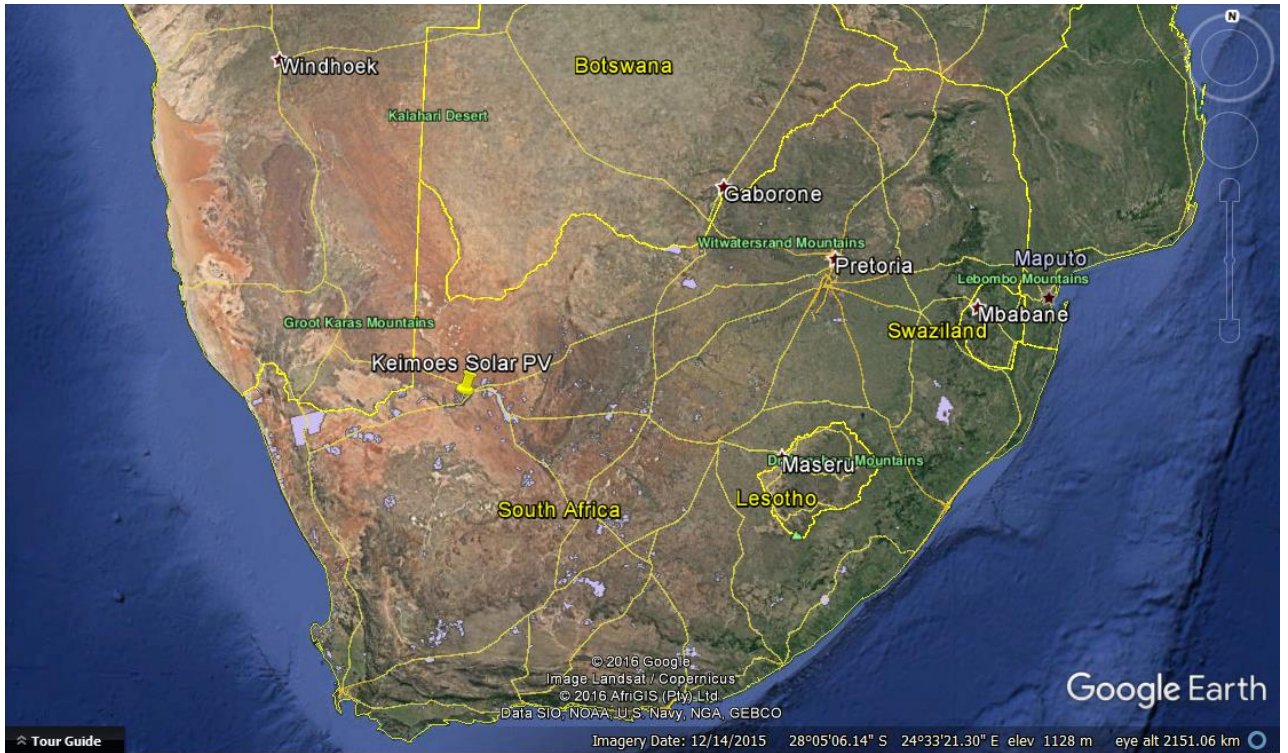 N
Windhoek
Botswana
Kalahari Desert
Gaborone
Witwatersrand Mountains
Pretoria
Maputo
Lebombo Mountains
Mbabane
Swaziland
Groot Karas Mountains
Keimoes Solar PV
Mountains
Maseru
Lesotho
South Africa
© 2016 Google
Image Landsat / Copernicus
© 2016 AfriGIS (Pty) Ltd.
Data SIO, NOAA, U.S. Navy, NGA, GEBCO
Google Earth
Tour Guide
Imagery Date: 12/14/2015 28°05'06.14" S 24°33'21.30" E elev 1128 m eye alt 2151.06 km